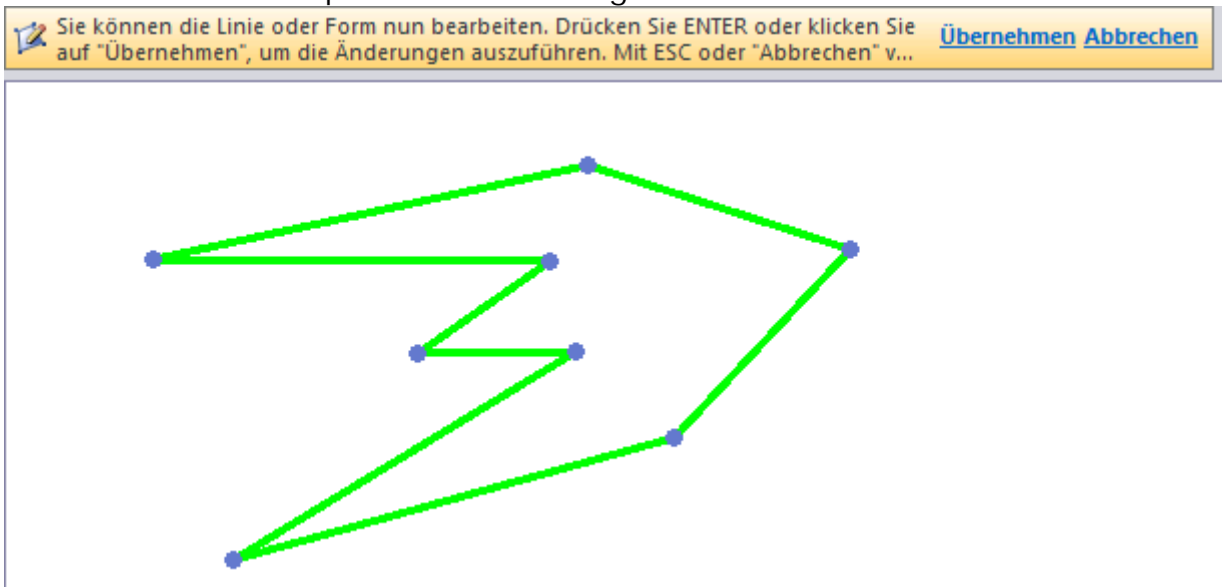 Sie können die Linie oder Form nun bearbeiten. Drücken Sie ENTER oder klicken Sie
auf "Übernehmen", um die Änderungen auszuführen. Mit ESC oder "Abbrechen" v...
Übernehmen Abbrechen